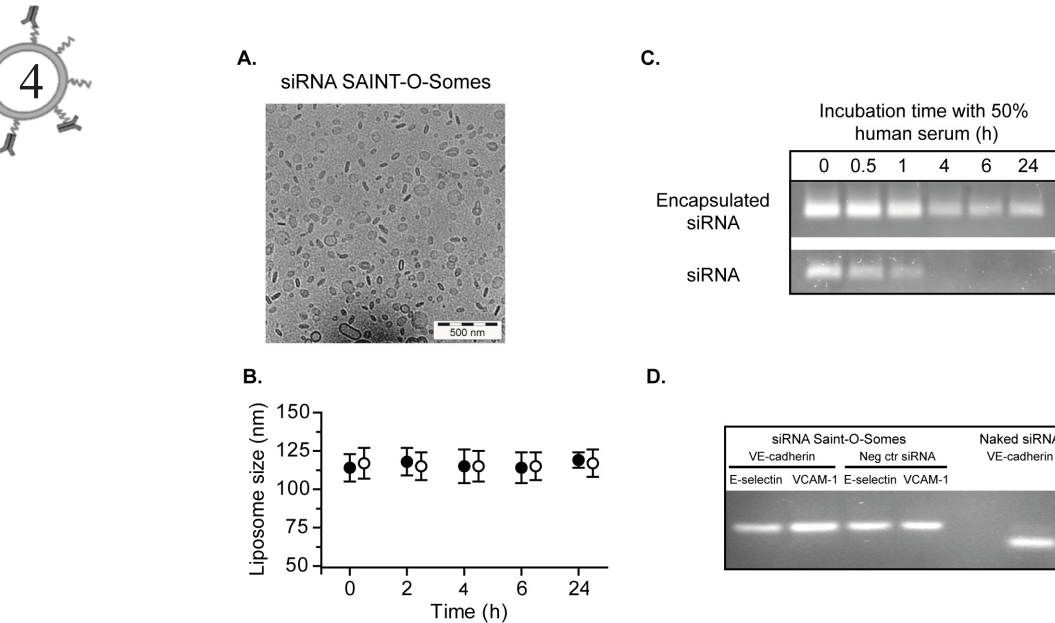 4
A.
siRNA SAINT-O-Somes
500 nm
B.
Liposome size (nm)
150
125
100
75
50
0 2 4 6 24
Time (h)
C.
Incubation time with 50%
human serum (h)
0 0.5 1 4 6 24
Encapsulated
siRNA
siRNA
D.
siRNA Saint-O-Somes Naked siRNA
VE-cadherin Neg ctr siRNA VE-cadherin
E-selectin VCAM-1 E-selectin VCAM-1